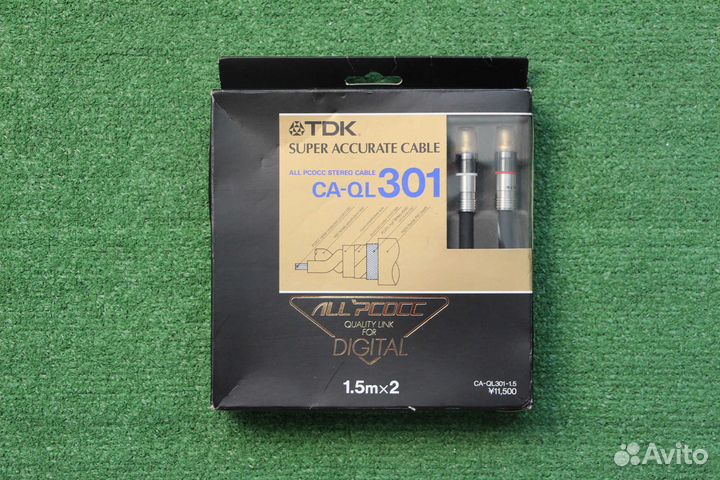 TDK
SUPER ACCURATE CABLE
ALL PCOCC STEREO CABLE
CA-QL301
ALL PCOCC
QUALITY LINK
FOR
DIGITAL
1.5m×2
CA-QL301-1.5
¥11,500
Avito